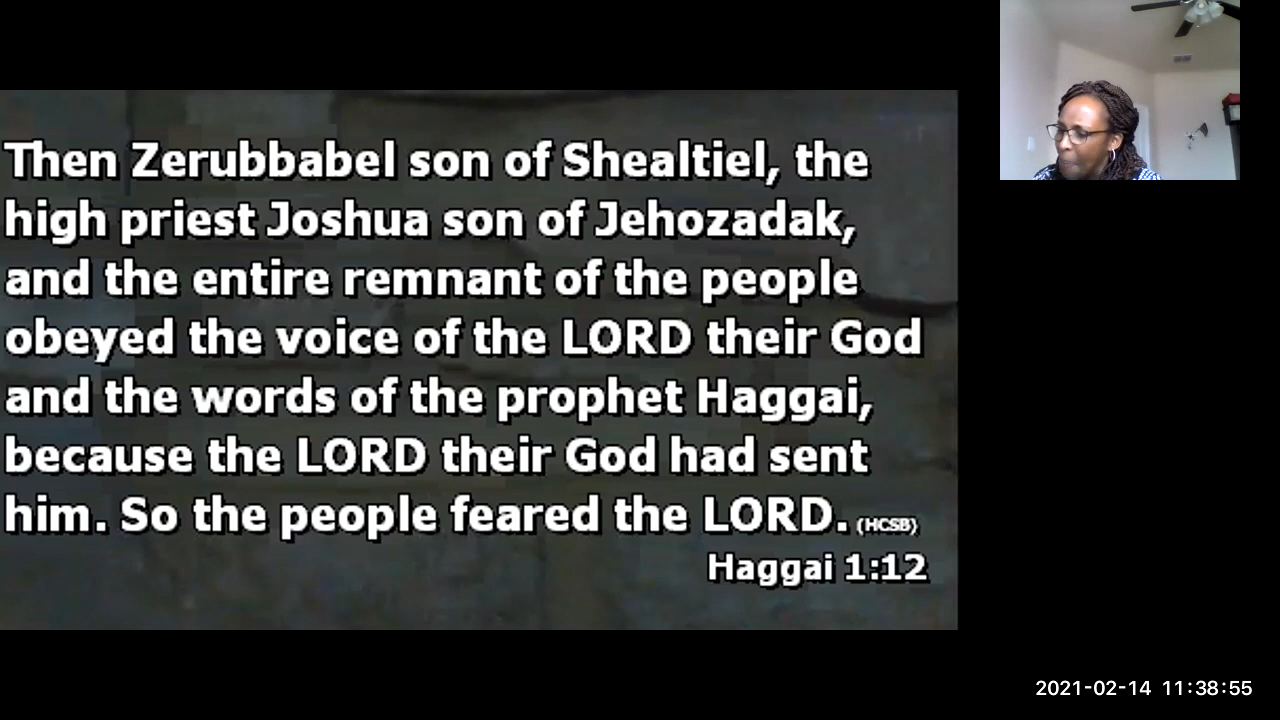 Then Zerubbabel son of Shealtiel, the
high priest Joshua son of Jehozadak,
and the entire remnant of the people
obeyed the voice of the LORD their God
and the words of the prophet Haggai,
because the LORD their God had sent
him. So the people feared the LORD. (HCSB)
Haggai 1:12
2021-02-14 11:38:55